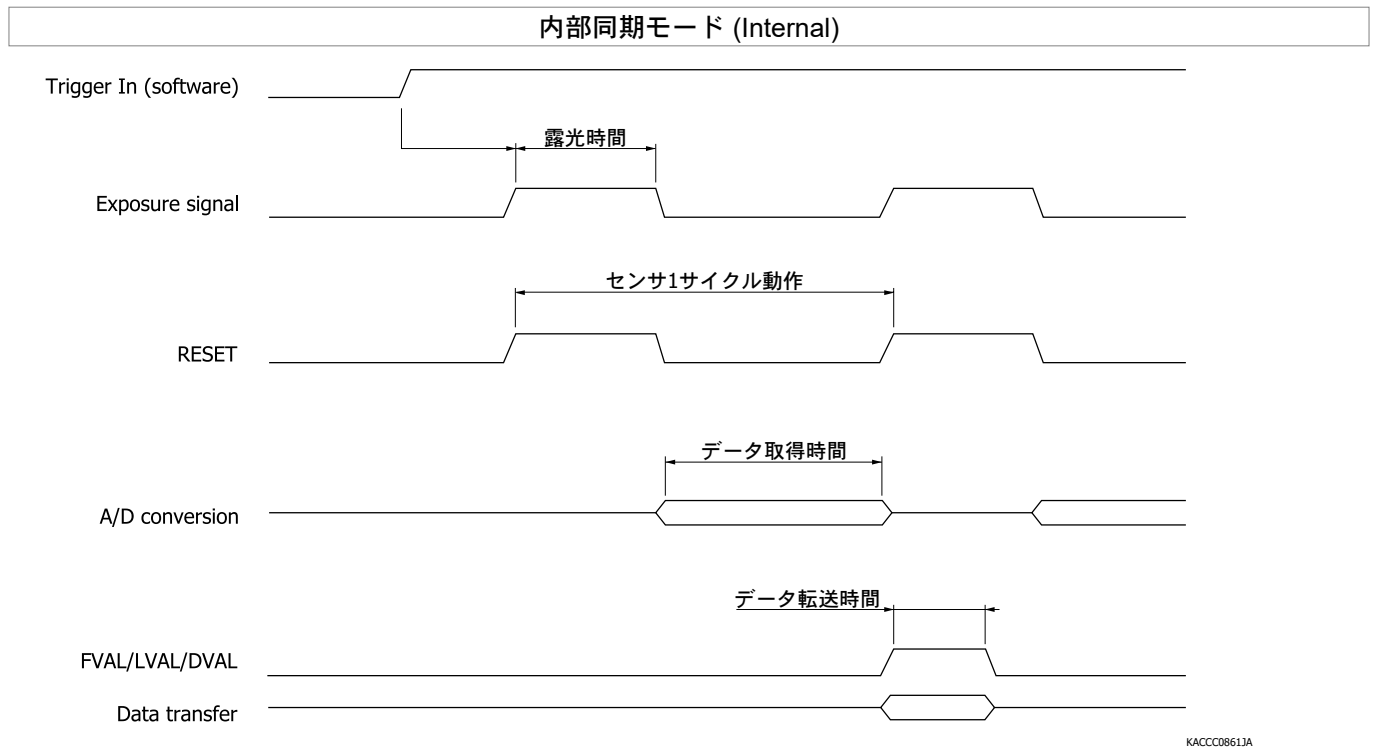 内部同期モード (Internal)
Trigger In (software)
露光時間
Exposure signal
センサ1サイクル動作
RESET
データ取得時間
A/D conversion
データ転送時間
FVAL/LVAL/DVAL
Data transfer
KACCC0861JA